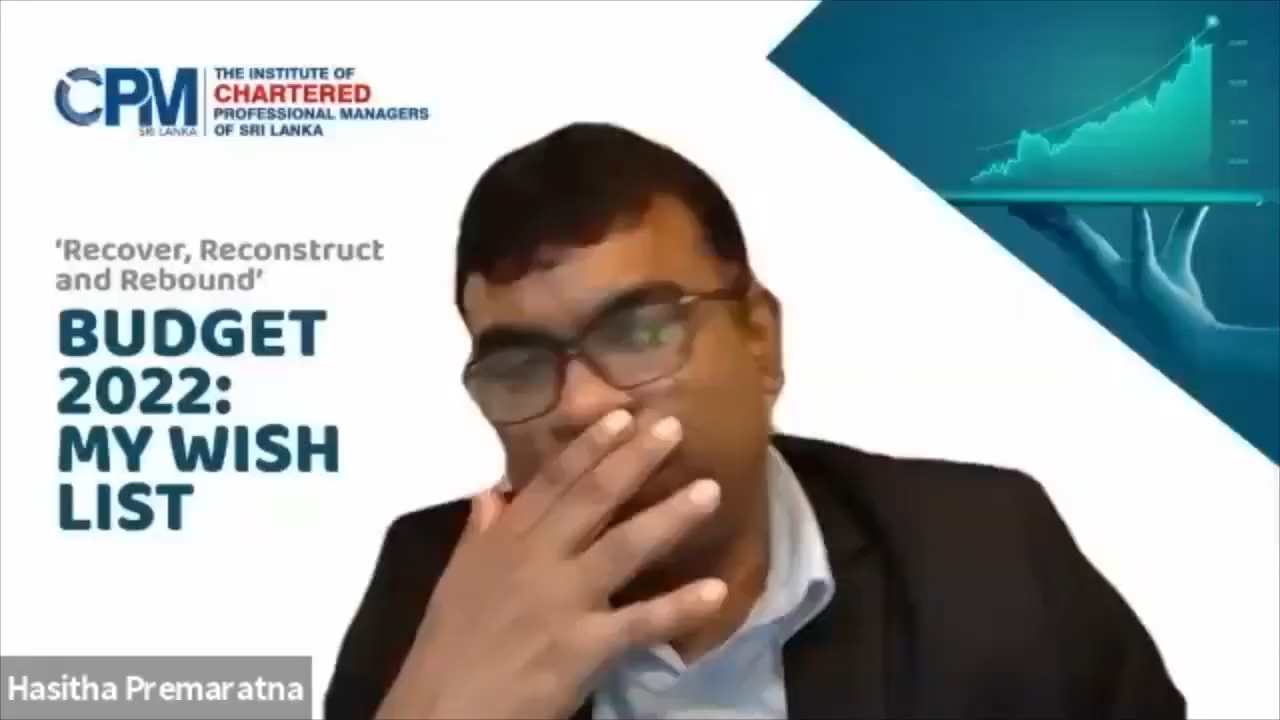 CPM
SRI LANKA
THE INSTITUTE OF
CHARTERED
PROFESSIONAL MANAGERS
OF SRI LANKA
‘Recover, Reconstruct
and Rebound’
BUDGET
2022:
MY WISH
LIST
Hasitha Premaratna